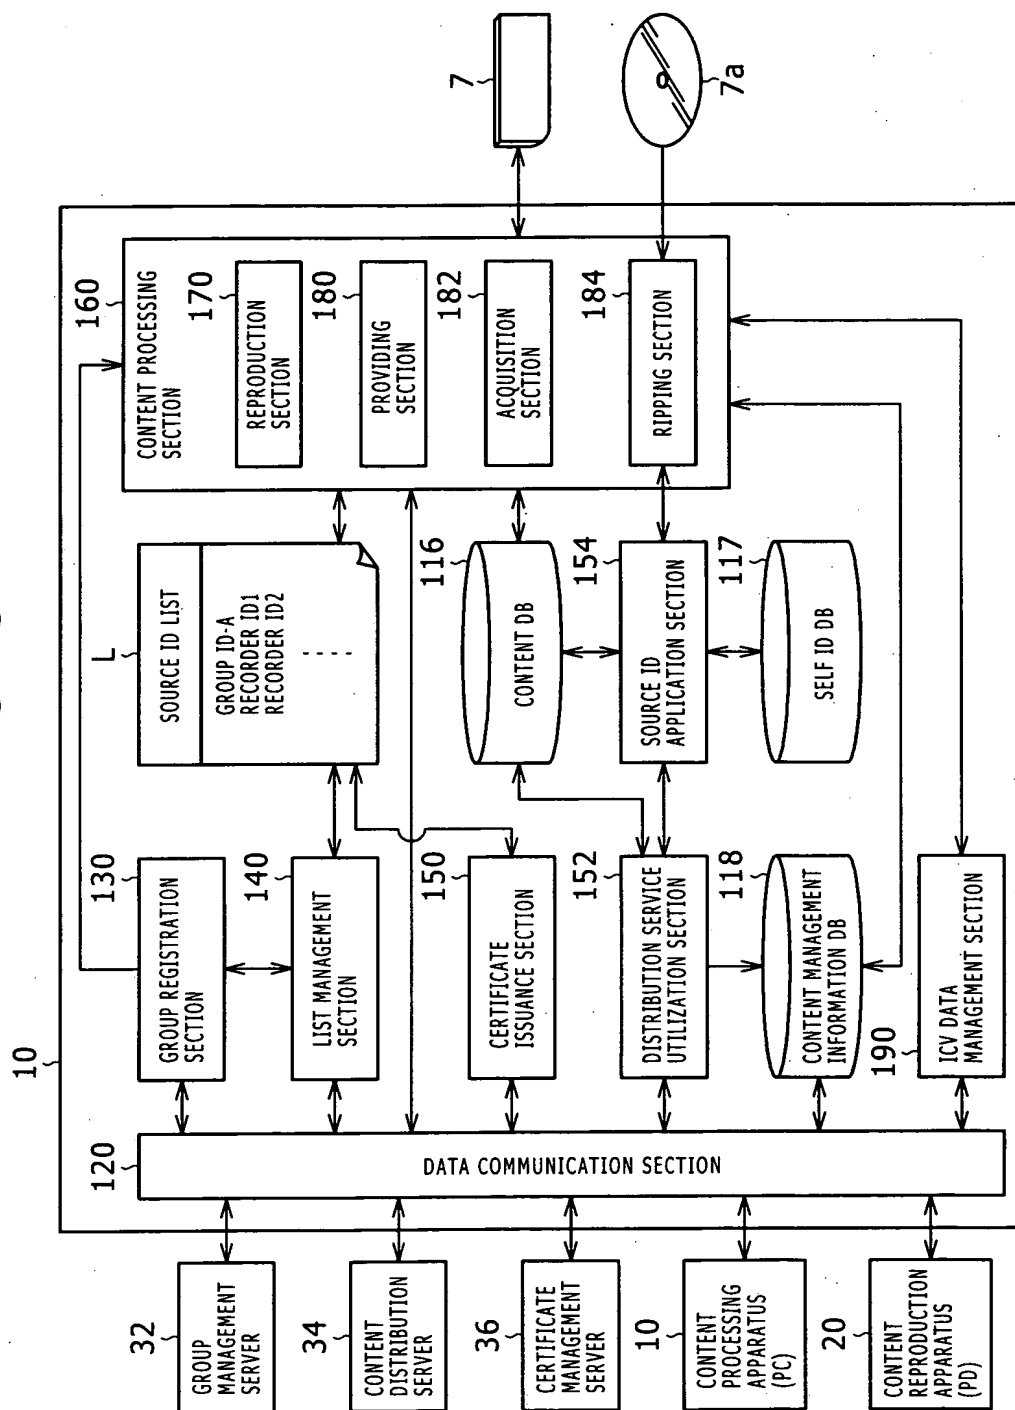 10
32
GROUP
MANAGEMENT
SERVER
34
CONTENT
DISTRIBUTION
SERVER
36
CERTIFICATE
MANAGEMENT
SERVER
10
CONTENT
PROCESSING
APPARATUS
(PC)
20
CONTENT
REPRODUCTION
APPARATUS
(PD)
120
DATA COMMUNICATION SECTION
130
GROUP REGISTRATION
SECTION
140
LIST MANAGEMENT
SECTION
150
CERTIFICATE
ISSUANCE SECTION
152
DISTRIBUTION SERVICE
UTILIZATION SECTION
118
CONTENT MANAGEMENT
INFORMATION DB
190
ICV DATA
MANAGEMENT SECTION
L
SOURCE ID LIST
GROUP ID-A
RECORDER ID1
RECORDER ID2
- - - -
116
CONTENT DB
154
SOURCE ID
APPLICATION SECTION
117
SELF ID DB
160
CONTENT PROCESSING
SECTION
170
REPRODUCTION
SECTION
180
PROVIDING
SECTION
182
ACQUISITION
SECTION
184
RIPPING SECTION
7
7a